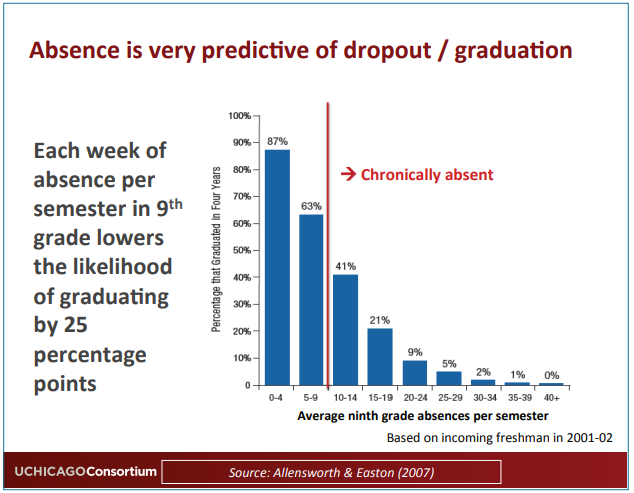 Absence is very predictive of dropout / graduation
Each week of
absence per
semester in 9th
grade lowers
the likelihood
of graduating
by 25
percentage
points
Percentage that Graduated in Four Years
100%
90%
80%
70%
60%
50%
40%
30%
20%
10%
0
87%
63%
41%
21%
9%
5%
2%
1%
0%
→ Chronically absent
0-4 5-9 10-14 15-19 20-24 25-29 30-34 35-39 40+
Average ninth grade absences per semester
Based on incoming freshman in 2001-02
UCHICAGOConsortium
Source: Allensworth & Easton (2007)